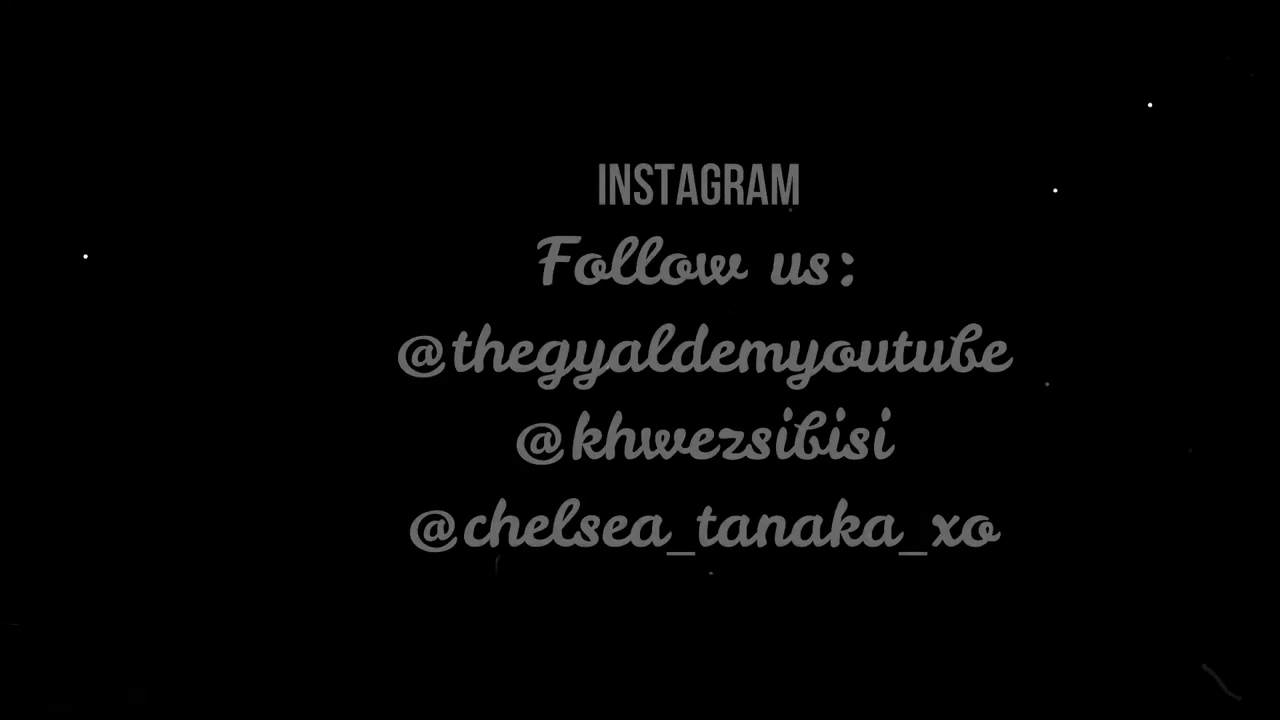 INSTAGRAM
Follow us:
@thegyaldemyoutube
@khwezsibisi
@chelsea_tanaka_xo